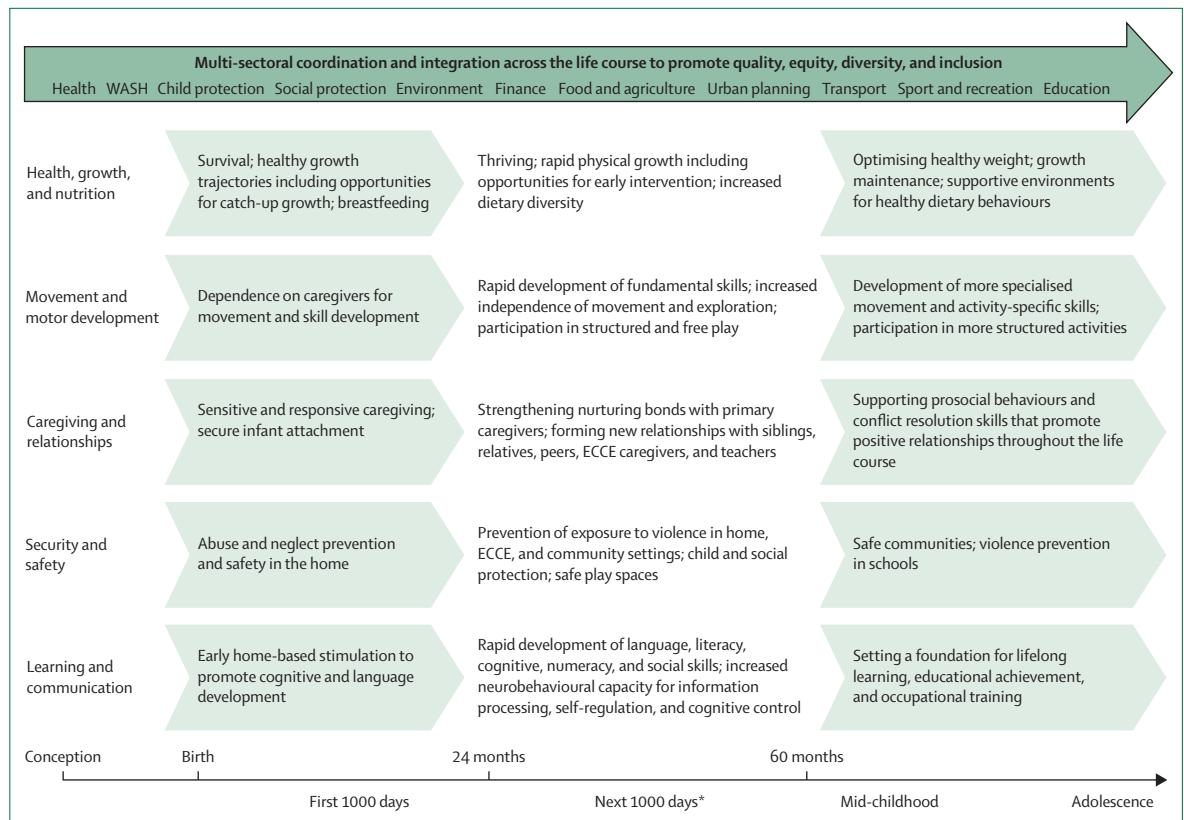 Multi-sectoral coordination and integration across the life course to promote quality, equity, diversity, and inclusion
Health WASH Child protection Social protection Environment Finance Food and agriculture Urban planning Transport Sport and recreation Education
Health, growth,
and nutrition
Survival; healthy growth
trajectories including opportunities
for catch-up growth; breastfeeding
Thriving; rapid physical growth including
opportunities for early intervention; increased
dietary diversity
Optimising healthy weight; growth
maintenance; supportive environments
for healthy dietary behaviours
Movement and
motor development
Dependence on caregivers for
movement and skill development
Rapid development of fundamental skills; increased
independence of movement and exploration;
participation in structured and free play
Development of more specialised
movement and activity-specific skills;
participation in more structured activities
Caregiving and
relationships
Sensitive and responsive caregiving;
secure infant attachment
Strengthening nurturing bonds with primary
caregivers; forming new relationships with siblings,
relatives, peers, ECCE caregivers, and teachers
Supporting prosocial behaviours and
conflict resolution skills that promote
positive relationships throughout the life
course
Security and
safety
Abuse and neglect prevention
and safety in the home
Prevention of exposure to violence in home,
ECCE, and community settings; child and social
protection; safe play spaces
Safe communities; violence prevention
in schools
Learning and
communication
Early home-based stimulation to
promote cognitive and language
development
Rapid development of language, literacy,
cognitive, numeracy, and social skills; increased
neurobehavioural capacity for information
processing, self-regulation, and cognitive control
Setting a foundation for lifelong
learning, educational achievement,
and occupational training
Conception Birth 24 months 60 months
First 1000 days Next 1000 days* Mid-childhood Adolescence